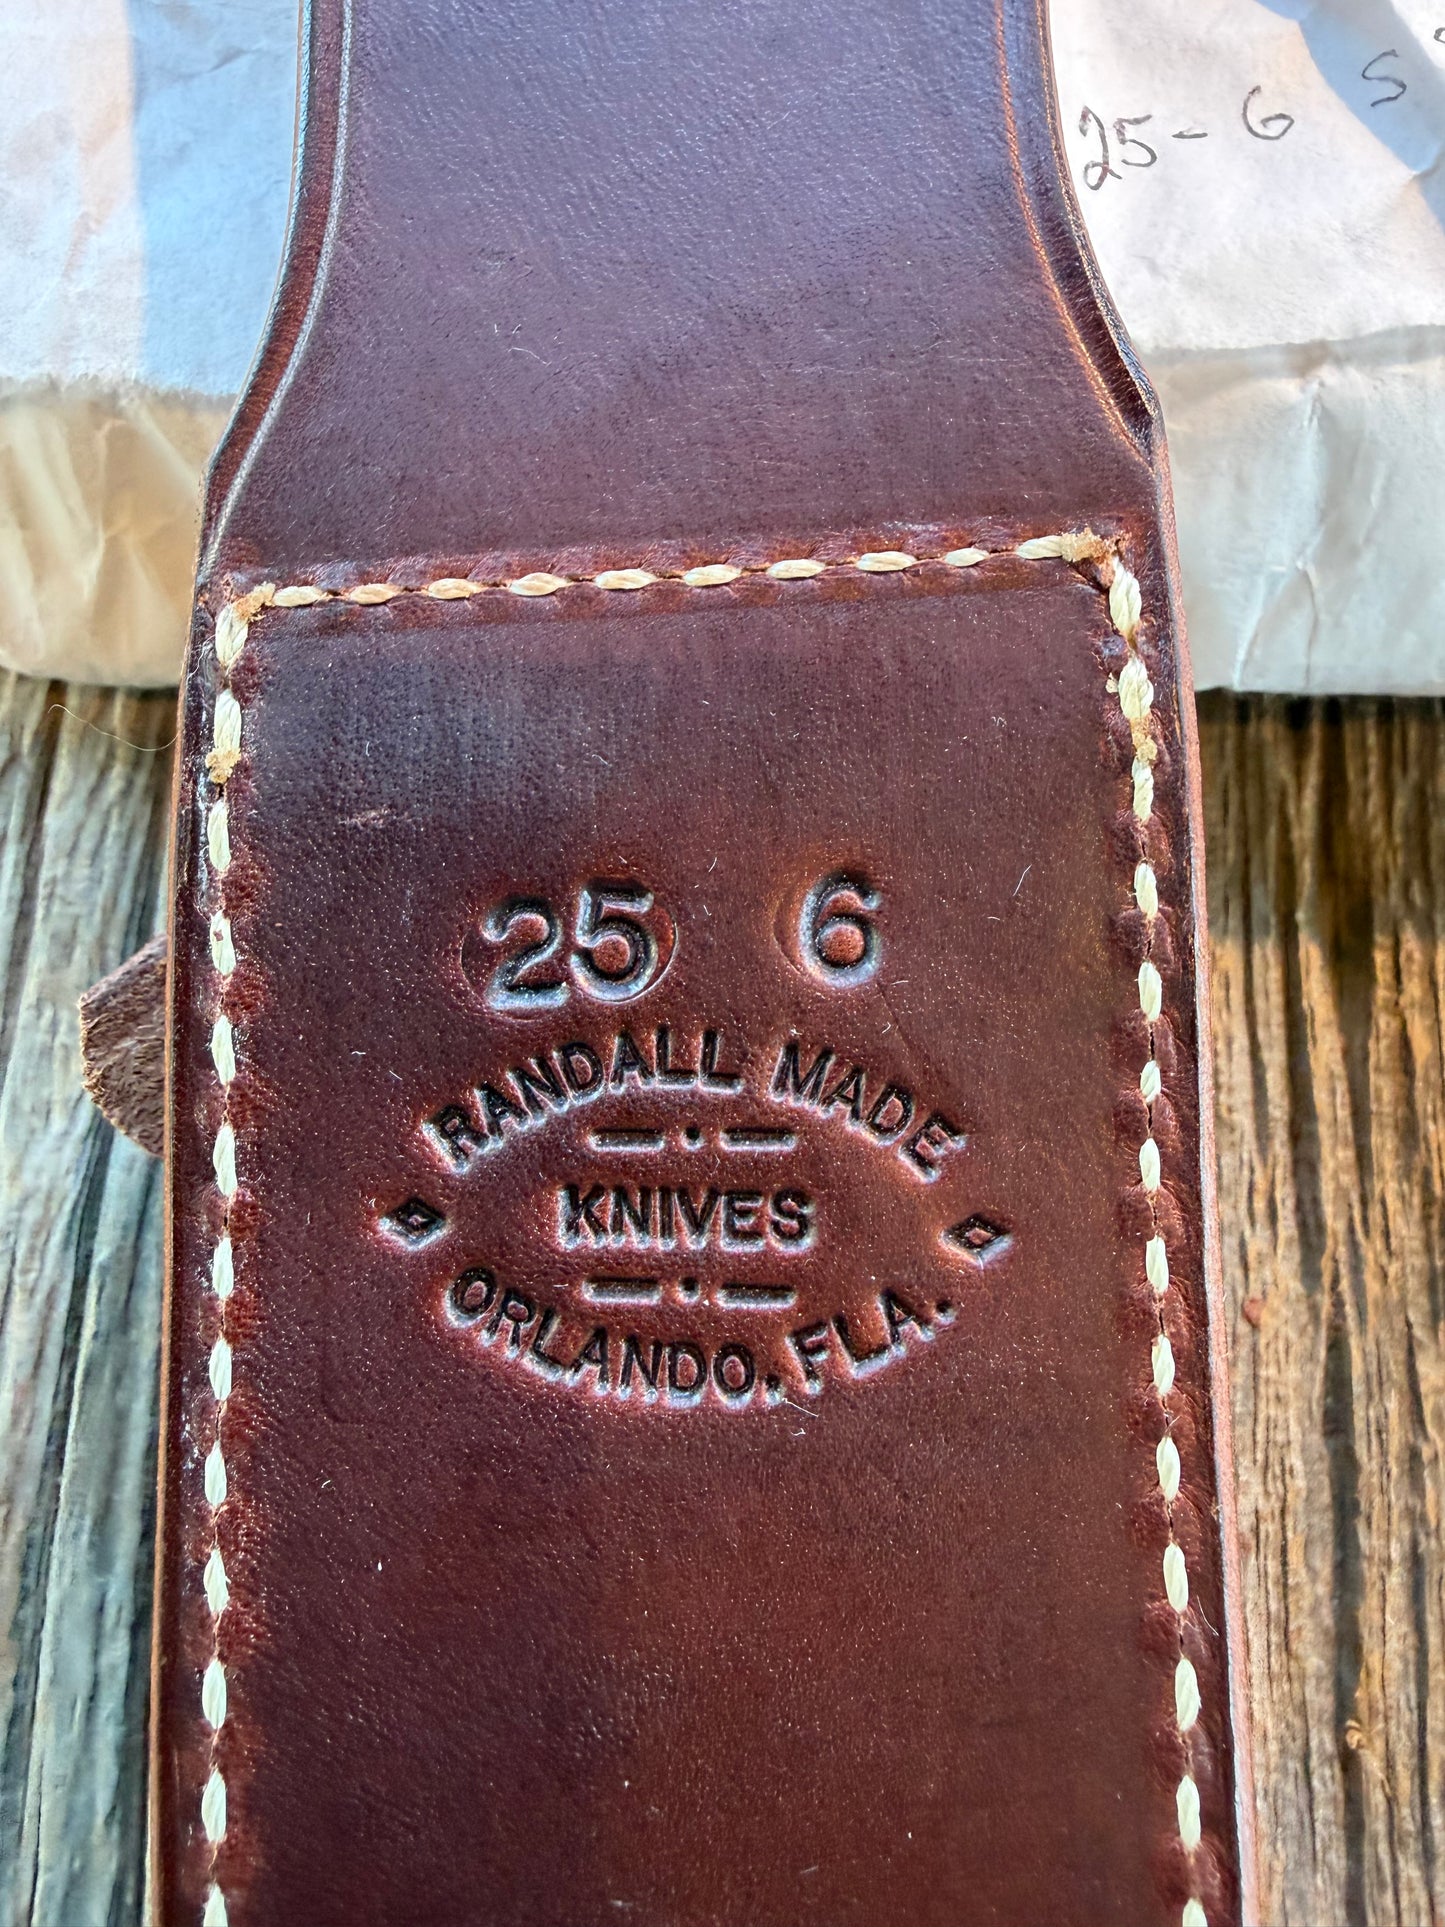 25 - 6 S
25 6
RANDALL MADE
KNIVES
ORLANDO, FLA.